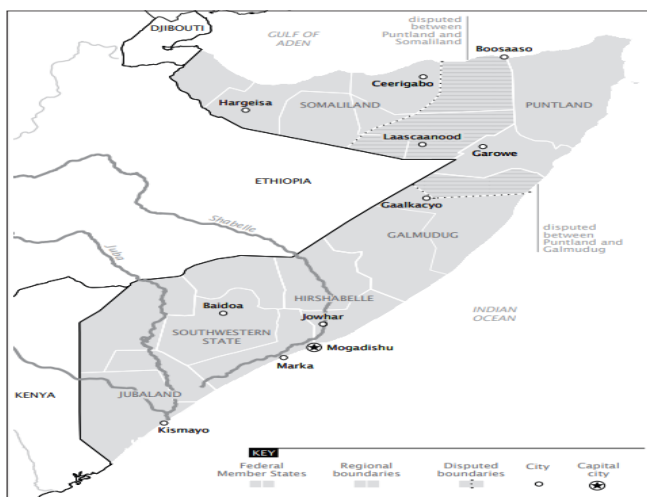 DJIBOUTI
GULF OF
ADEN
disputed
between
Puntland and
Somaliland
Boosaaso
Ceerigabo
Hargeisa
SOMALILAND
PUNTLAND
Laascaanood
Garowe
ETHIOPIA
Gaalkacyo
Shabelle
GALMUDUG
disputed
between
Puntland and
Galmudug
Juba
HIRSHABELLE
INDIAN
OCEAN
Baidoa
Jowhar
SOUTHWESTERN
STATE
Mogadishu
Marka
KENYA
JUBALAND
Kismayo
KEY
Federal
Member States
Regional
boundaries
Disputed
boundaries
City
Capital
city